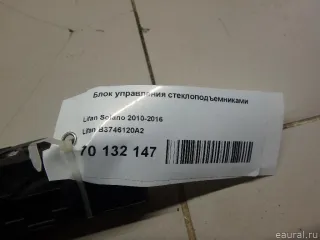 Блок управления стеклоподъемниками
Lifan Solano 2010-2016
Lifan B3746120A2
70 132 147
eaural.ru